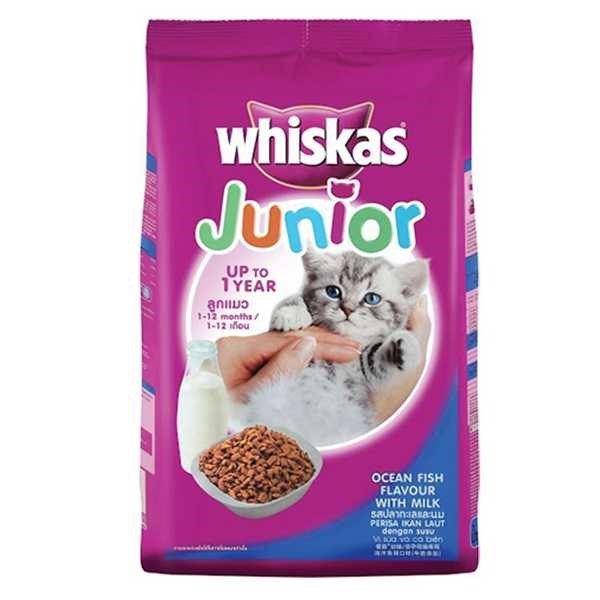 whiskas
Junior
UP TO
1 YEAR
ลูกแมว
1-12 months /
1-12 เดือน
OCEAN FISH
FLAVOUR
WITH MILK
รสปลาทะเลและนม
PERISA IKAN LAUT
dengan susu
Vị sữa và cá biển